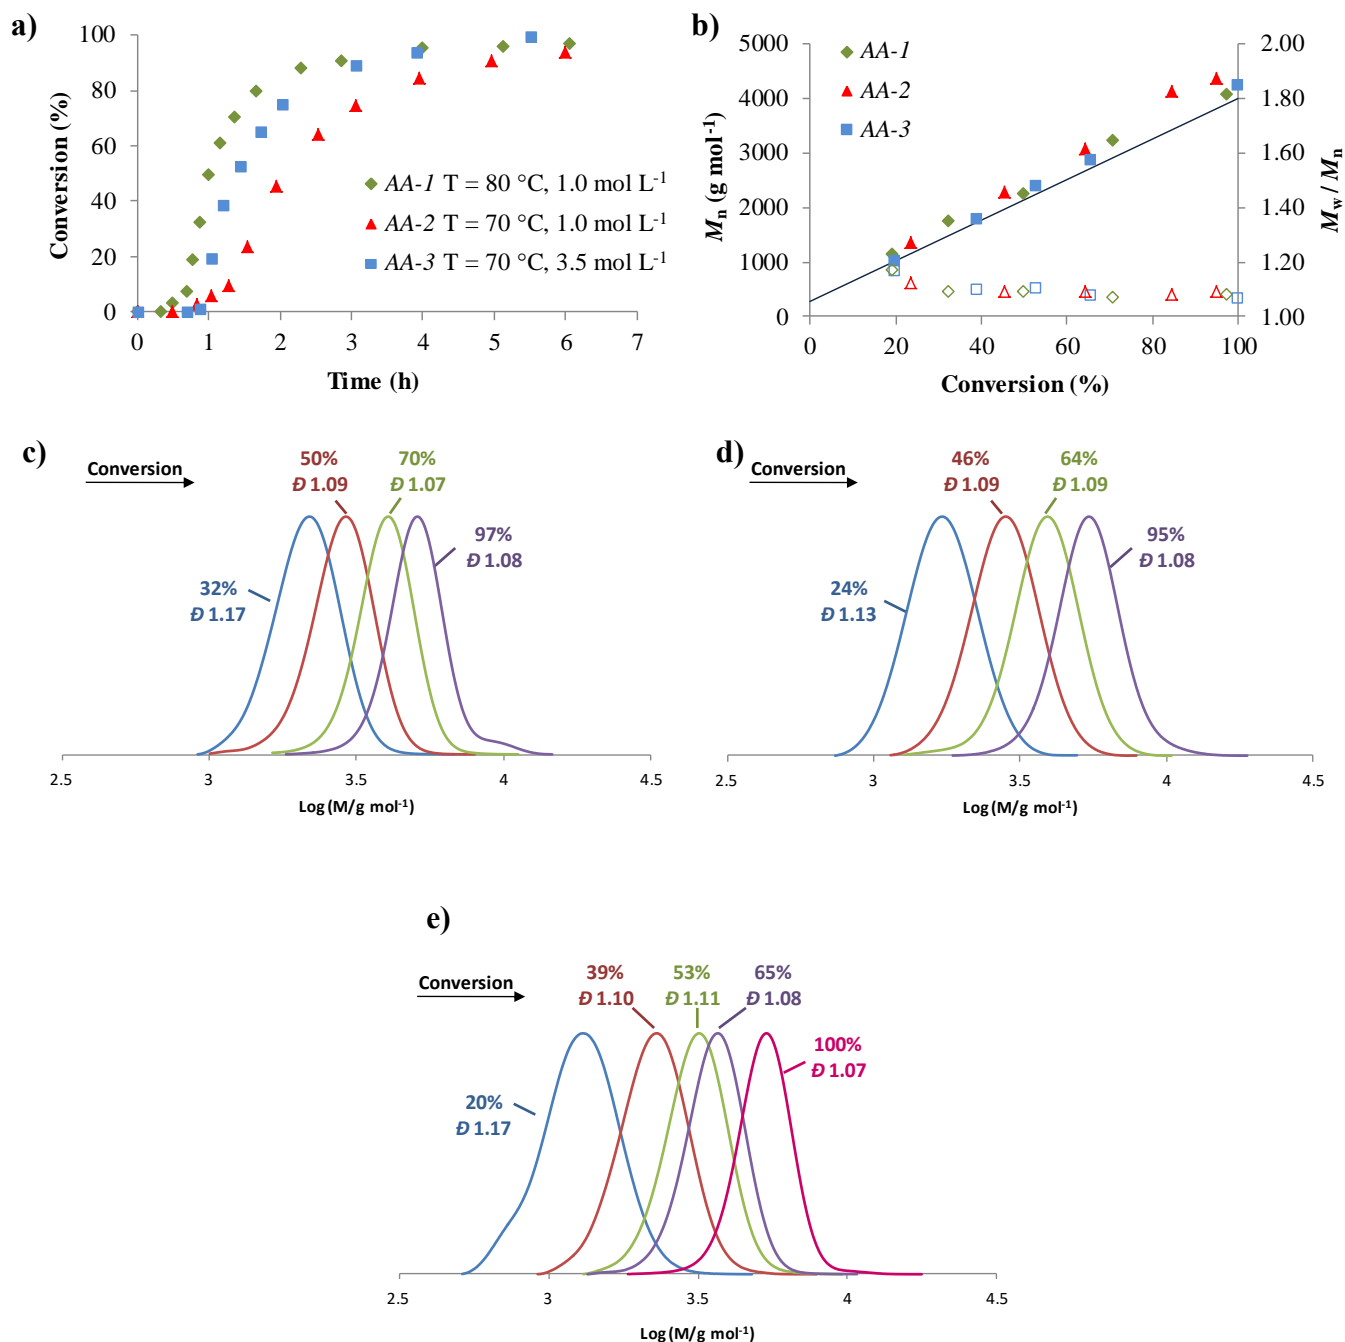 a)
Conversion (%)
100
80
60
40
20
0
0 1 2 3 4 5 6 7
Time (h)
AA-1 T = 80 °C, 1.0 mol L⁻¹
AA-2 T = 70 °C, 1.0 mol L⁻¹
AA-3 T = 70 °C, 3.5 mol L⁻¹
b)
Mn (g mol⁻¹)
5000
4000
3000
2000
1000
0
AA-1
AA-2
AA-3
2.00
1.80
1.60
1.40
1.20
1.00
Mw / Mn
0 20 40 60 80 100
Conversion (%)
c)
Conversion
32%
Đ 1.17
50%
Đ 1.09
70%
Đ 1.07
97%
Đ 1.08
2.5 3 3.5 4 4.5
Log (M/g mol⁻¹)
d)
Conversion
24%
Đ 1.13
46%
Đ 1.09
64%
Đ 1.09
95%
Đ 1.08
2.5 3 3.5 4 4.5
Log (M/g mol⁻¹)
e)
Conversion
20%
Đ 1.17
39%
Đ 1.10
53%
Đ 1.11
65%
Đ 1.08
100%
Đ 1.07
2.5 3 3.5 4 4.5
Log (M/g mol⁻¹)